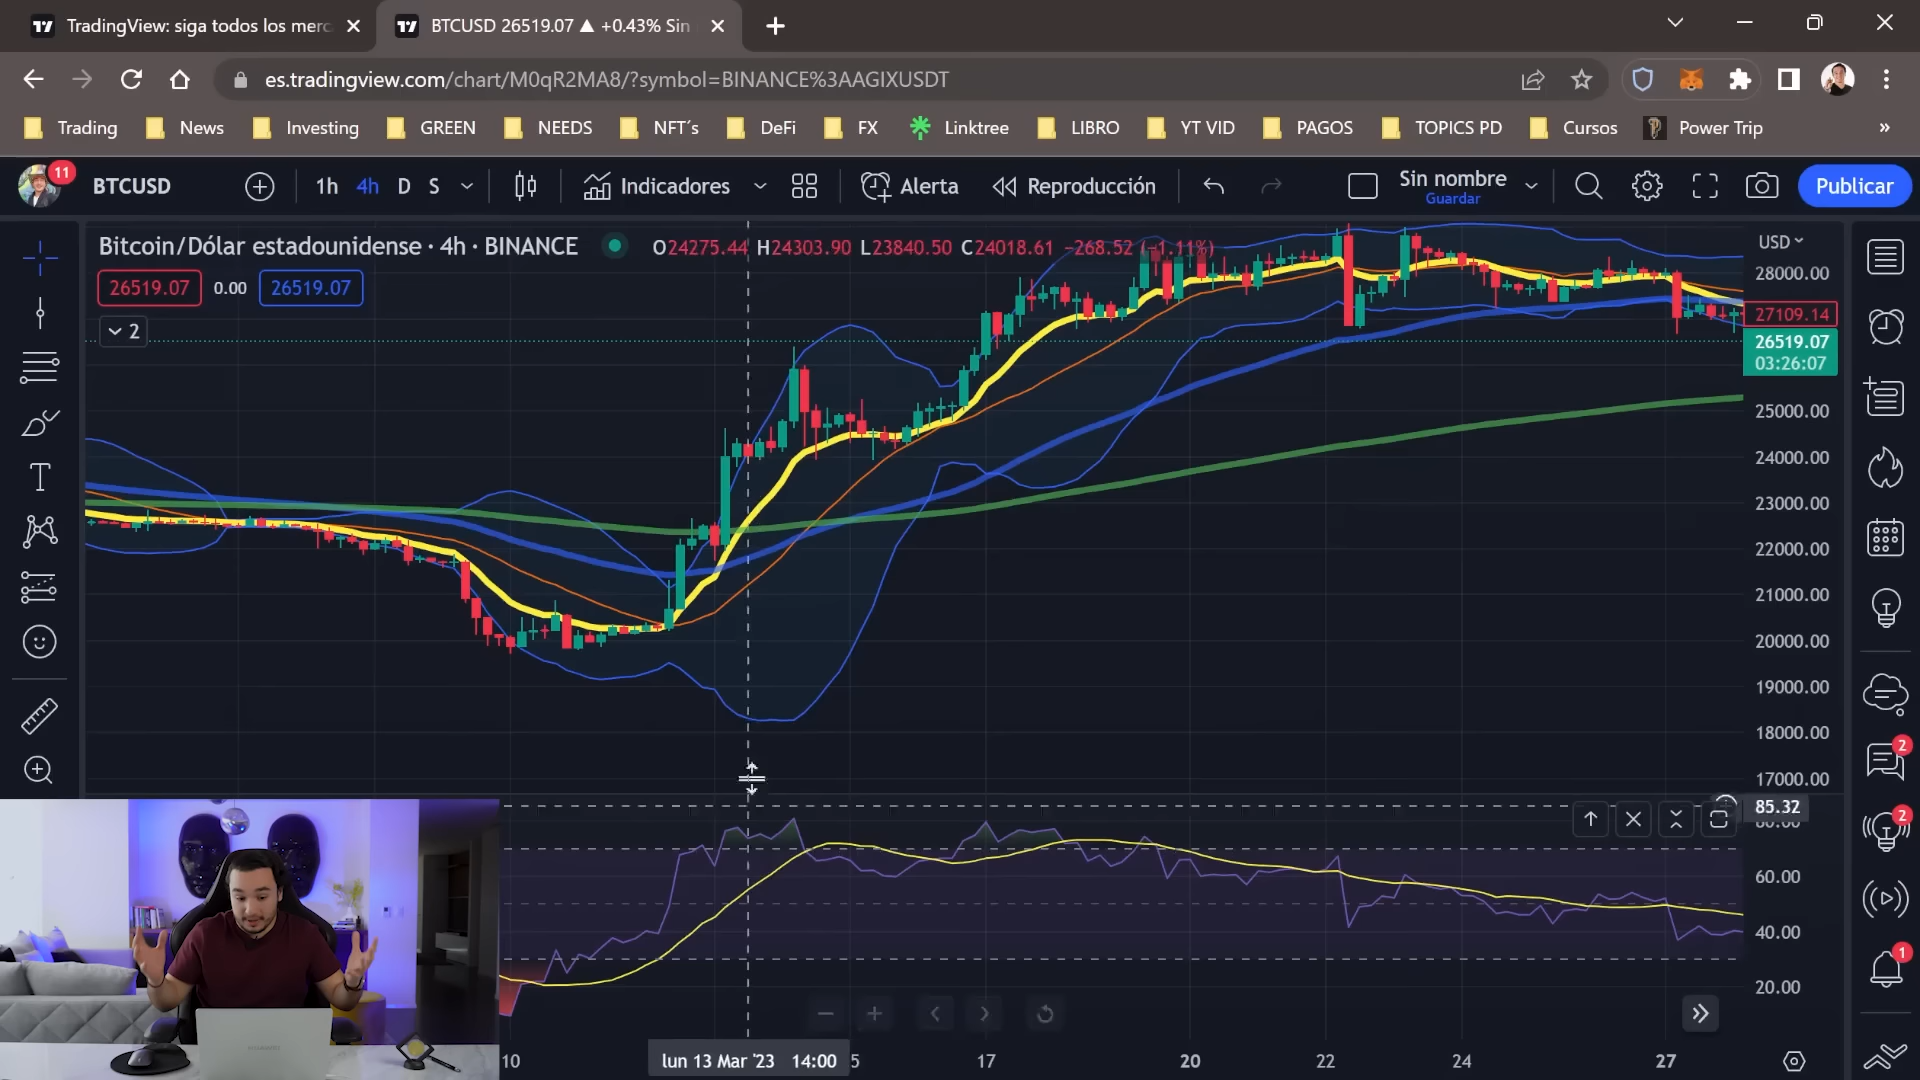 TradingView: siga todos los merc
BTCUSD 26519.07 ▲ +0.43% Sin
es.tradingview.com/chart/M0qR2MA8/?symbol=BINANCE%3AAGIXUSDT
Trading
News
Investing
GREEN
NEEDS
NFT´s
DeFi
FX
Linktree
LIBRO
YT VID
PAGOS
TOPICS PD
Cursos
Power Trip
»
11
BTCUSD
1h
4h
D
S
Indicadores
Alerta
Reproducción
Sin nombre
Guardar
Publicar
Bitcoin/Dólar estadounidense · 4h · BINANCE
O24275.44 H24303.90 L23840.50 C24018.61 −268.52 (−1.11%)
USD
26519.07
0.00
26519.07
2
28000.00
27109.14
26519.07
03:26:07
25000.00
24000.00
23000.00
22000.00
21000.00
20000.00
19000.00
18000.00
17000.00
85.32
80.00
60.00
40.00
20.00
2
2
1
10
lun 13 Mar '23 14:00
5
17
20
22
24
27